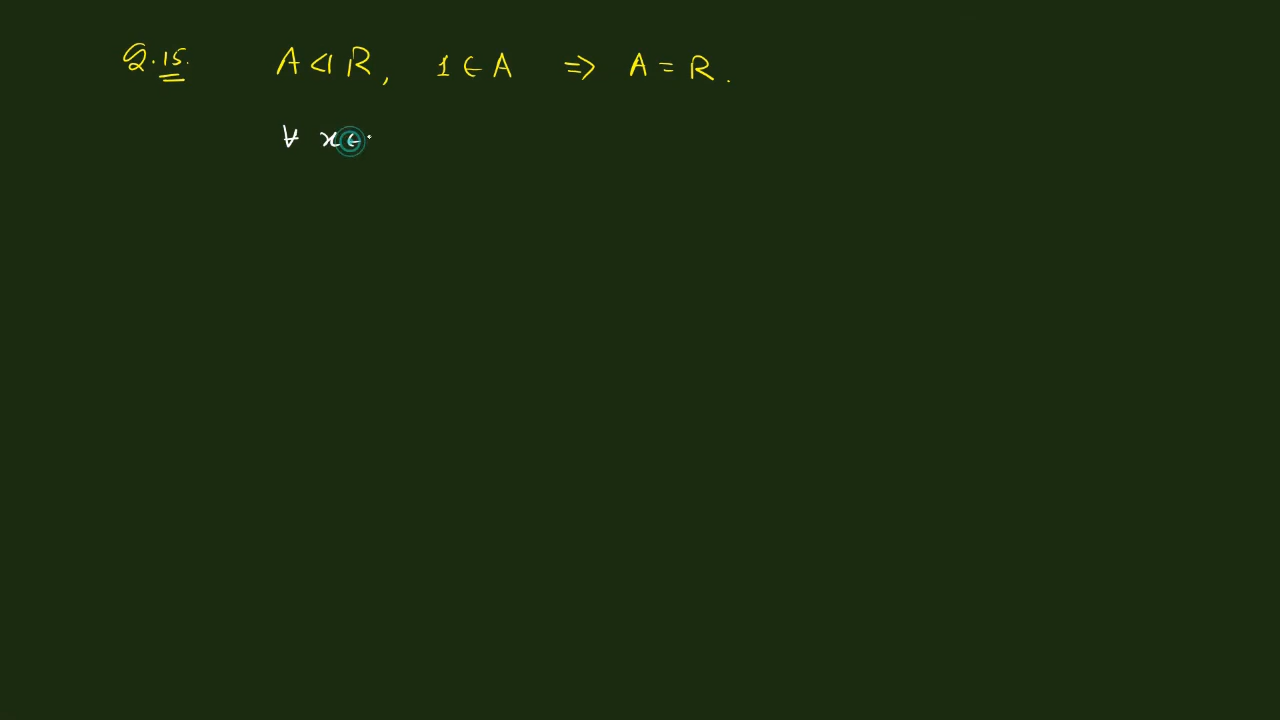 Q.15. A ◁ R, 1 ∈ A ⇒ A = R.
∀ x ∈